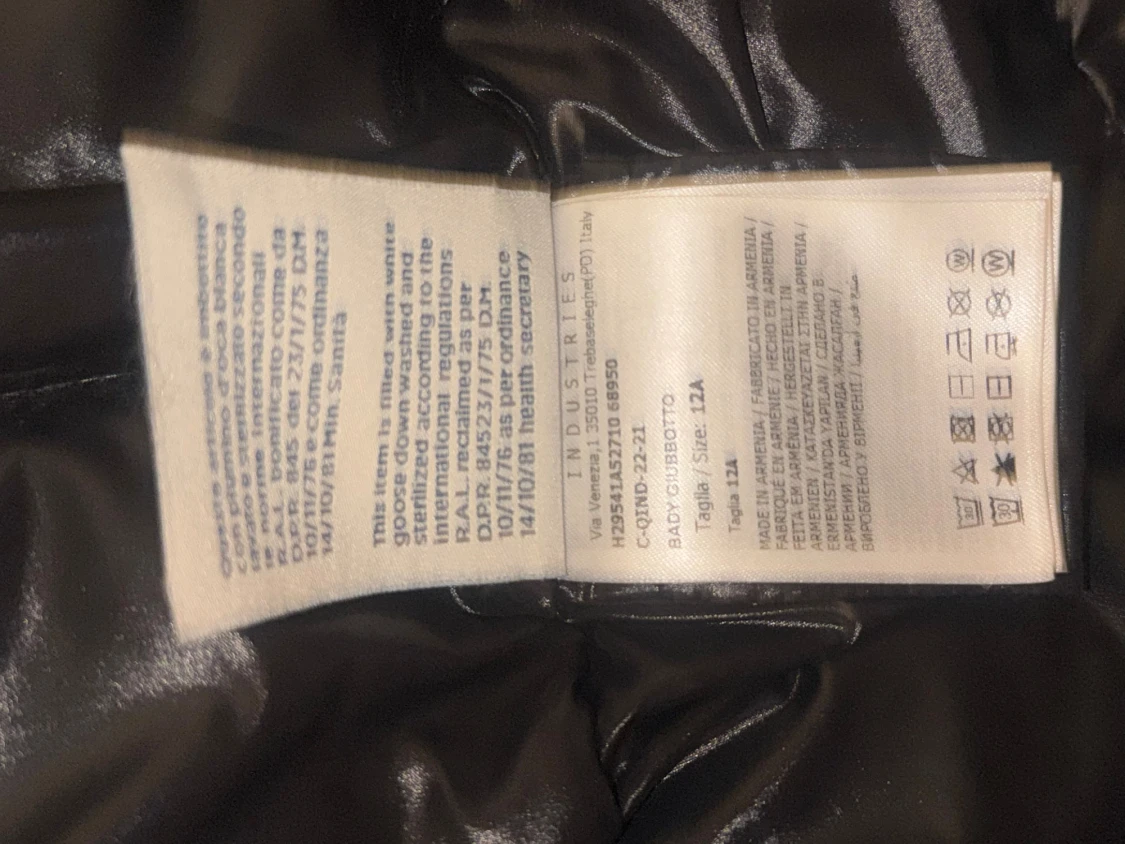 Questo articolo è imbottito
con piumino d'oca bianca
lavato e sterilizzato secondo
le norme internazionali
R.A.L. bonificato come da
D.P.R. 845 del 23/1/75 D.M.
10/11/76 e come ordinanza
14/10/81 Min. Sanità
This item is filled with white
goose down washed and
sterilized according to the
international regulations
R.A.L. reclaimed as per
D.P.R. 84523/1/75 D.M.
10/11/76 as per ordinance
14/10/81 health secretary
INDUSTRIES
Via Venezia,1 35010 Trebaseleghe(PD) Italy
H29541A52710 68950
C-QIND-22-21
BADY GIUBBOTTO
Taglia / Size: 12A
Taglia 12A
MADE IN ARMENIA / FABBRICATO IN ARMENIA /
FABRIQUÉ EN ARMENIE / HECHO EN ARMENIA /
FEITA EM ARMÊNIA / HERGESTELLT IN
ARMENIEN / ΚΑΤΑΣΚΕΥΑΖΕΤΑΙ ΣΤΗΝ ΑΡΜΕΝΙΑ /
ERMENISTAN'DA YAPILAN / СДЕЛАНО В
АРМЕНИИ / АРМЕНИЯДА ЖАСАЛҒАН /
ВИРОБЛЕНО У ВІРМЕНІЇ /
30 W
30 W